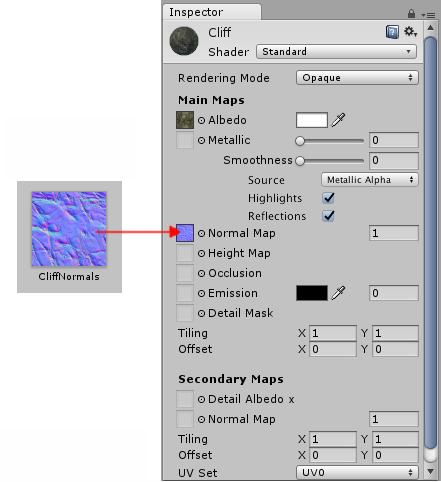 Inspector
Cliff
Shader Standard
Rendering Mode Opaque
Main Maps
Albedo
Metallic 0
Smoothness 0
Source Metallic Alpha
Highlights
Reflections
Normal Map 1
Height Map
Occlusion
Emission 0
Detail Mask
Tiling X 1 Y 1
Offset X 0 Y 0
Secondary Maps
Detail Albedo x
Normal Map 1
Tiling X 1 Y 1
Offset X 0 Y 0
UV Set UV0
CliffNormals